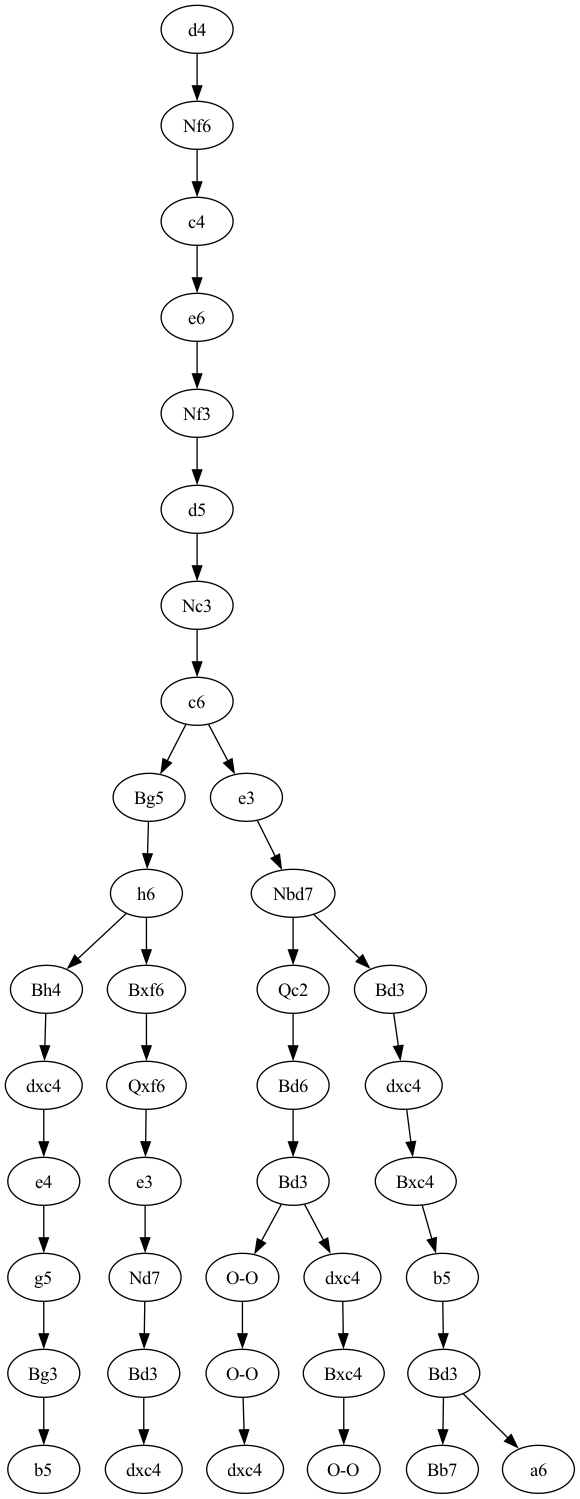 d4
Nf6
c4
e6
Nf3
d5
Nc3
c6
Bg5 e3
h6 Nbd7
Bh4 Bxf6 Qc2 Bd3
dxc4 Qxf6 Bd6 dxc4
e4 e3 Bd3 Bxc4
g5 Nd7 O-O dxc4 b5
Bg3 Bd3 O-O Bxc4 Bd3
b5 dxc4 dxc4 O-O Bb7 a6